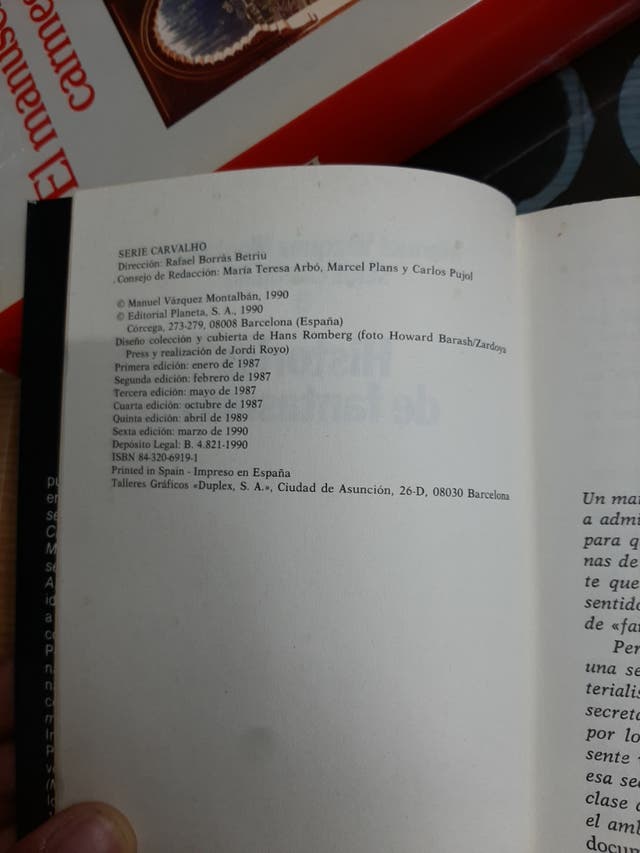 El manus
carmes
SERIE CARVALHO
Dirección: Rafael Borrás Betriu
Consejo de Redacción: María Teresa Arbó, Marcel Plans y Carlos Pujol
© Manuel Vázquez Montalbán, 1990
© Editorial Planeta, S. A., 1990
Córcega, 273-279, 08008 Barcelona (España)
Diseño colección y cubierta de Hans Romberg (foto Howard Barash/Zardoya
Press y realización de Jordi Royo)
Primera edición: enero de 1987
Segunda edición: febrero de 1987
Tercera edición: mayo de 1987
Cuarta edición: octubre de 1987
Quinta edición: abril de 1989
Sexta edición: marzo de 1990
Depósito Legal: B. 4.821-1990
ISBN 84-320-6919-1
Printed in Spain - Impreso en España
Talleres Gráficos «Duplex, S. A.», Ciudad de Asunción, 26-D, 08030 Barcelona
Un ma
a admi
para q
nas de
te que
sentido
de «fa
Per
una se
terialis
secreto
por lo
sente
esa se
clase
el amb
docum